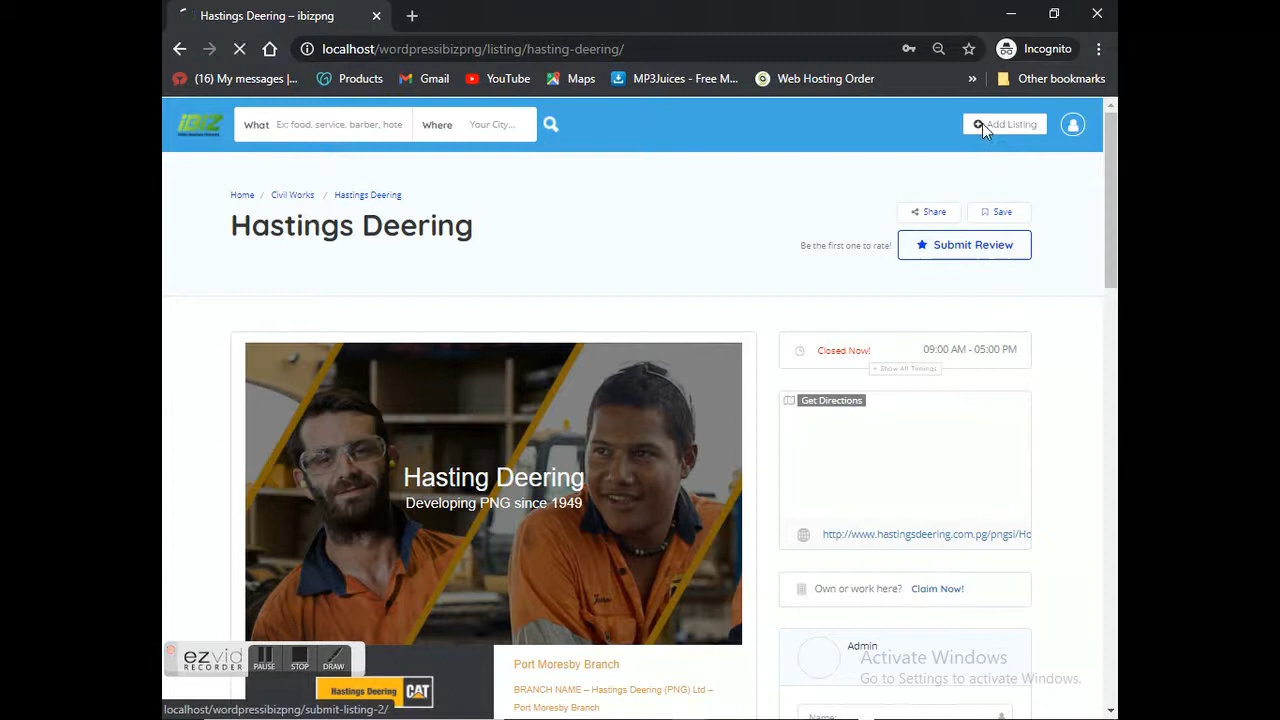 Hastings Deering – ibizpng
localhost/wordpressibizpng/listing/hasting-deering/
Incognito
(16) My messages |...
Products
Gmail
YouTube
Maps
MP3Juices - Free M...
Web Hosting Order
»
Other bookmarks
iBIZ
What Ex: food, service, barber, hote
Where Your City...
Add Listing
Home / Civil Works / Hastings Deering
Hastings Deering
Share
Save
Be the first one to rate!
Submit Review
Closed Now!
09:00 AM - 05:00 PM
+ Show All Timings
Get Directions
http://www.hastingsdeering.com.pg/pngsi/Ho
Own or work here? Claim Now!
Hasting Deering
Developing PNG since 1949
Admin
Name:
Port Moresby Branch
BRANCH NAME – Hastings Deering (PNG) Ltd –
Port Moresby Branch
Hastings Deering CAT
ezvid
RECORDER
PAUSE
STOP
DRAW
Activate Windows
Go to Settings to activate Windows.
localhost/wordpressibizpng/submit-listing-2/